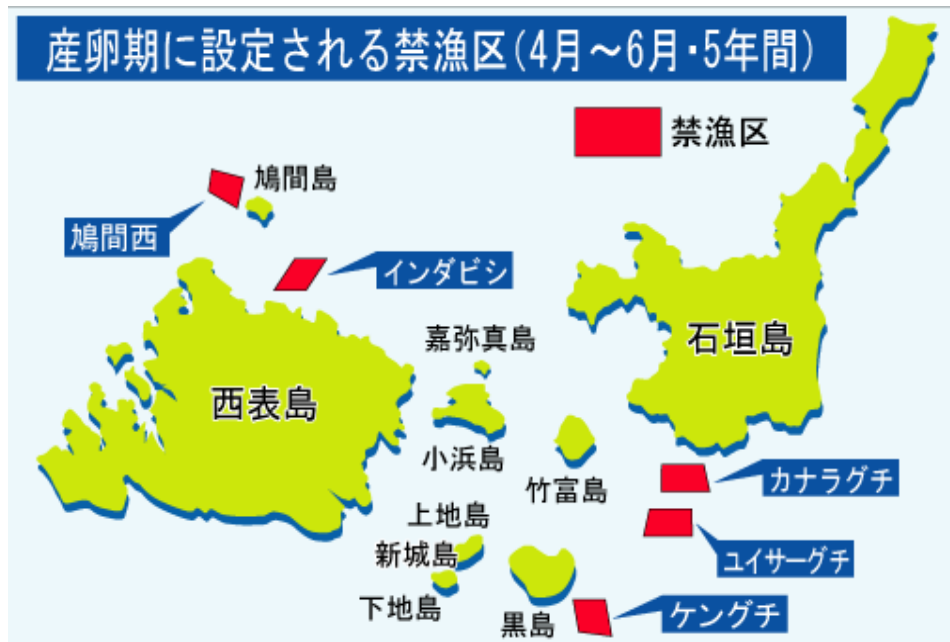 産卵期に設定される禁漁区(4月～6月・5年間)
禁漁区
鳩間島
鳩間西
インダビシ
石垣島
嘉弥真島
西表島
小浜島
竹富島
カナラグチ
上地島
新城島
ユイサーグチ
下地島
黒島
ケングチ